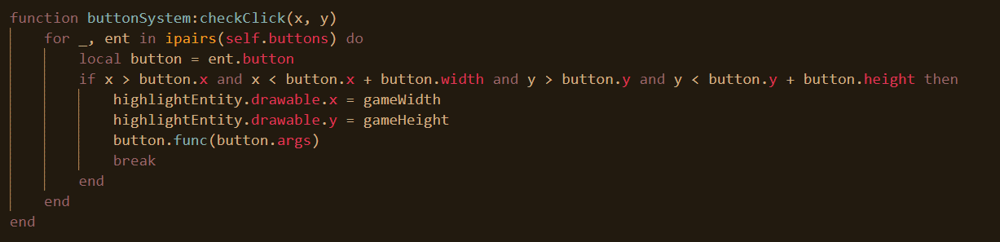 function buttonSystem:checkClick(x, y)
    for _, ent in ipairs(self.buttons) do
        local button = ent.button
        if x > button.x and x < button.x + button.width and y > button.y and y < button.y + button.height then
            highlightEntity.drawable.x = gameWidth
            highlightEntity.drawable.y = gameHeight
            button.func(button.args)
            break
        end
    end
end